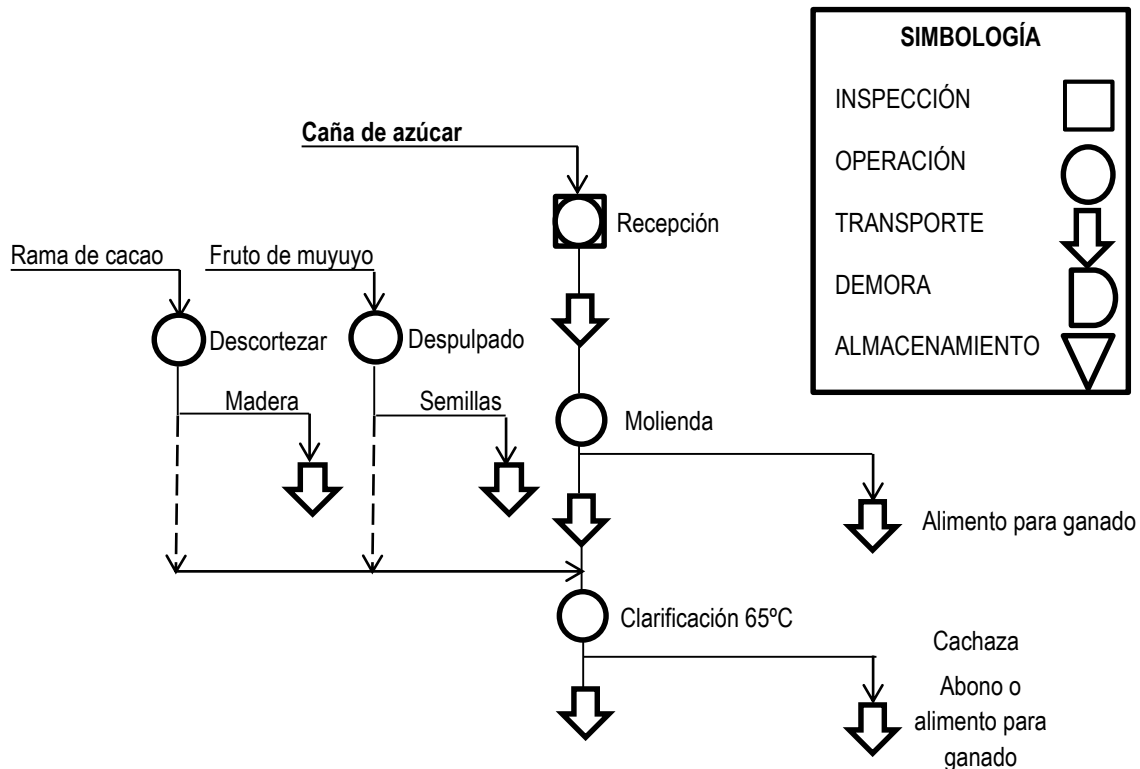 SIMBOLOGÍA
INSPECCIÓN
OPERACIÓN
TRANSPORTE
DEMORA
ALMACENAMIENTO
Caña de azúcar
Recepción
Rama de cacao
Fruto de muyuyo
Descortezar
Despulpado
Madera
Semillas
Molienda
Alimento para ganado
Clarificación 65ºC
Cachaza
Abono o
alimento para
ganado